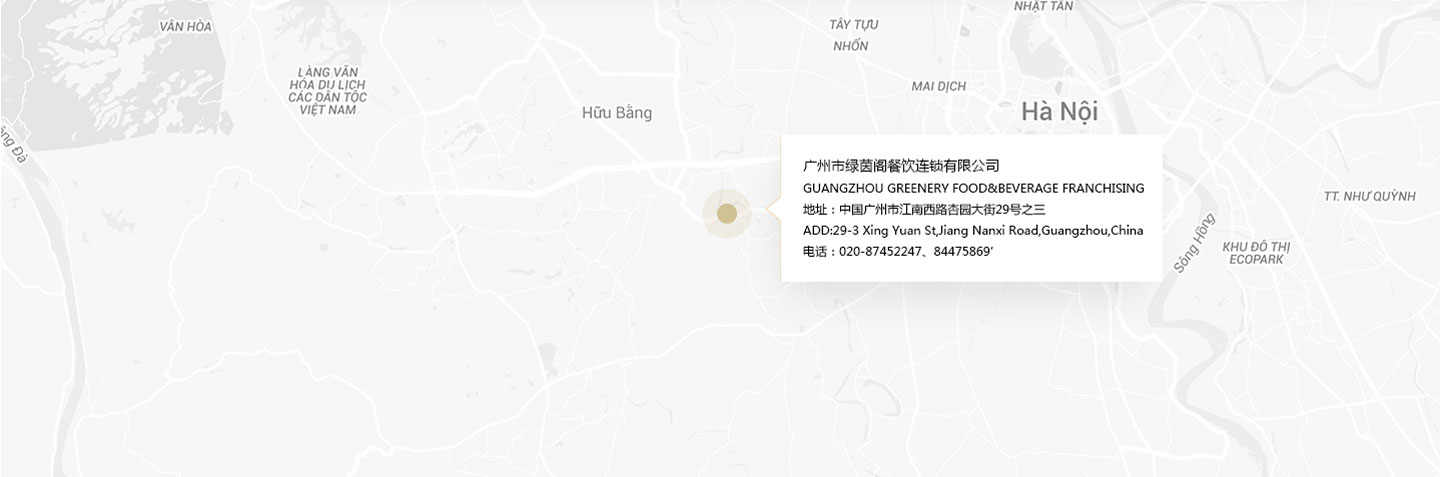 NHẬT TÂN
VÂN HÒA
TÂY TỰU
NHỔN
LÀNG VĂN
HÓA DU LỊCH
CÁC DÂN TỘC
VIỆT NAM
MAI DỊCH
Hữu Bằng
Hà Nội
ông Đà
广州市绿茵阁餐饮连锁有限公司
GUANGZHOU GREENERY FOOD&BEVERAGE FRANCHISING
地址：中国广州市江南西路杏园大街29号之三
ADD:29-3 Xing Yuan St,Jiang Nanxi Road,Guangzhou,China
电话：020-87452247、84475869'
TT. NHƯ QUỲNH
Sông Hồng
KHU ĐÔ THỊ
ECOPARK